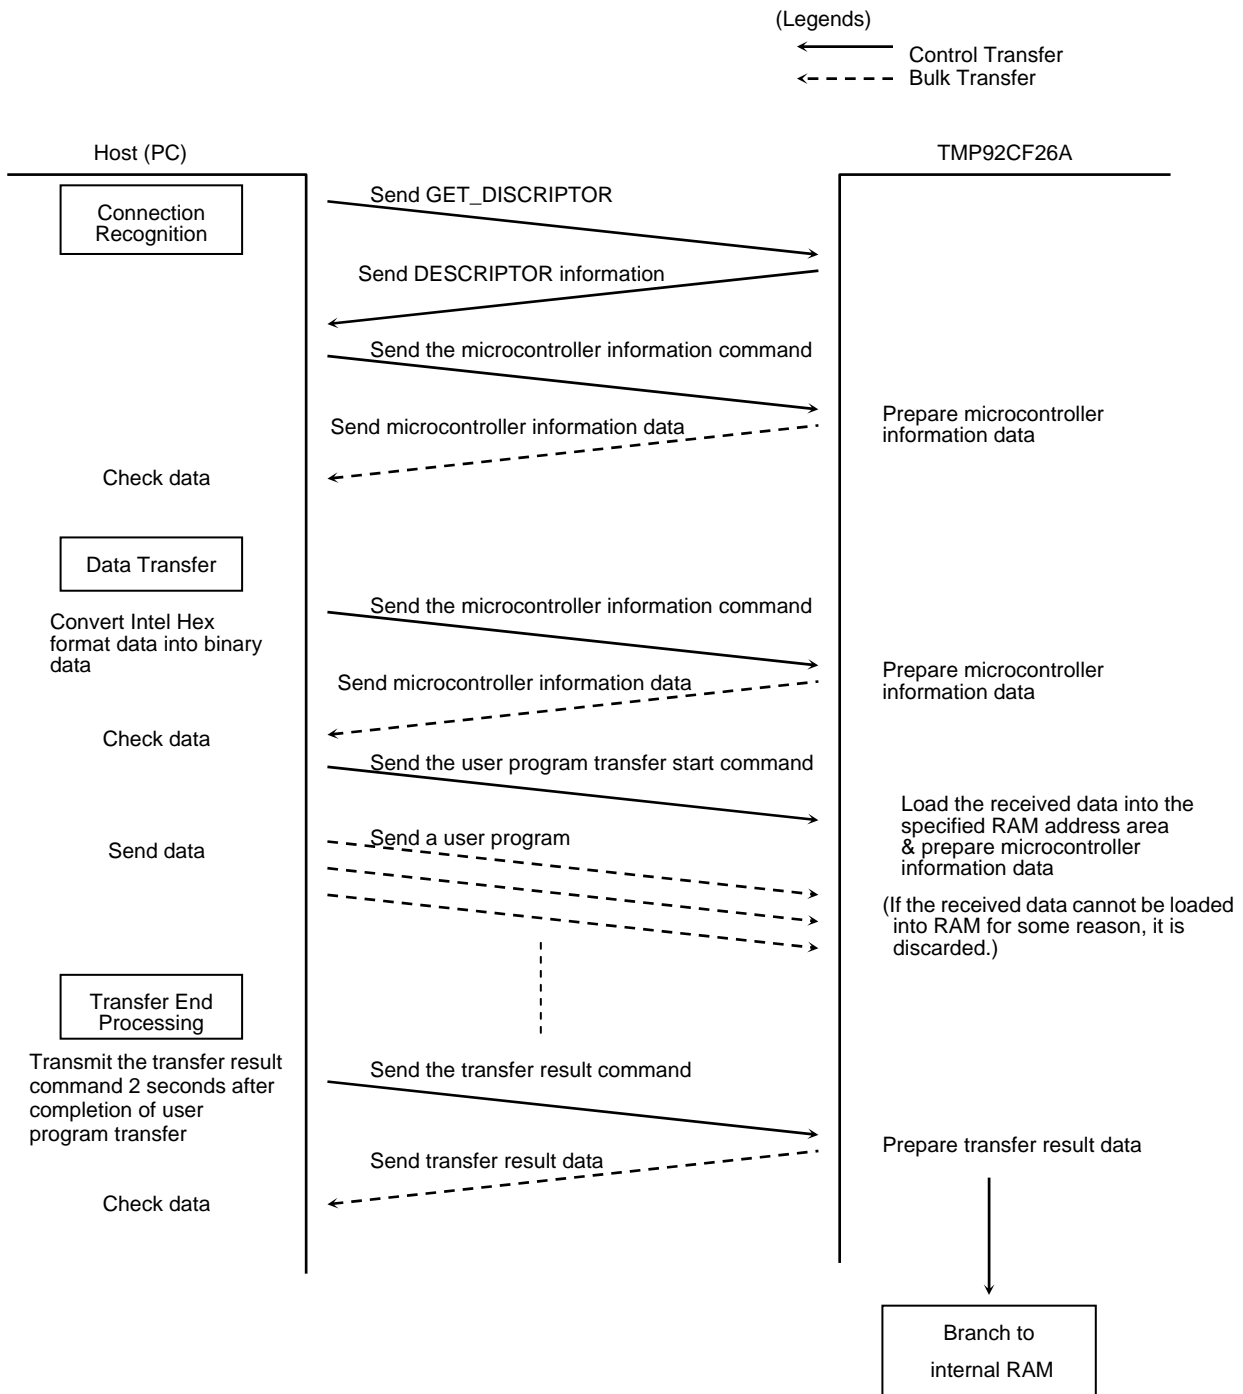 (Legends)
Control Transfer
Bulk Transfer
Host (PC)
TMP92CF26A
Connection
Recognition
Send GET_DISCRIPTOR
Send DESCRIPTOR information
Send the microcontroller information command
Prepare microcontroller
information data
Send microcontroller information data
Check data
Data Transfer
Convert Intel Hex
format data into binary
data
Send the microcontroller information command
Prepare microcontroller
information data
Send microcontroller information data
Check data
Send the user program transfer start command
Load the received data into the
specified RAM address area
& prepare microcontroller
information data
Send data
Send a user program
(If the received data cannot be loaded
into RAM for some reason, it is
discarded.)
Transfer End
Processing
Transmit the transfer result
command 2 seconds after
completion of user
program transfer
Send the transfer result command
Prepare transfer result data
Send transfer result data
Check data
Branch to
internal RAM